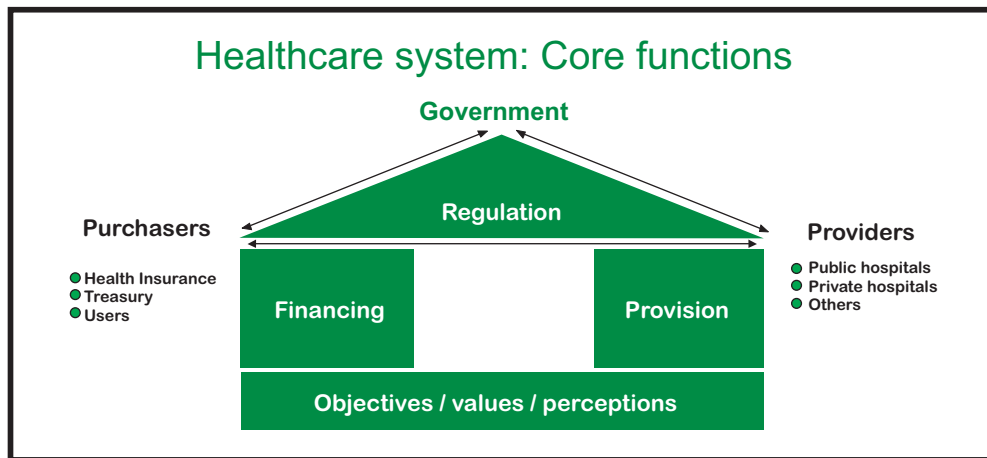 Healthcare system: Core functions
Government
Regulation
Purchasers
Health Insurance
Treasury
Users
Providers
Public hospitals
Private hospitals
Others
Financing
Provision
Objectives / values / perceptions